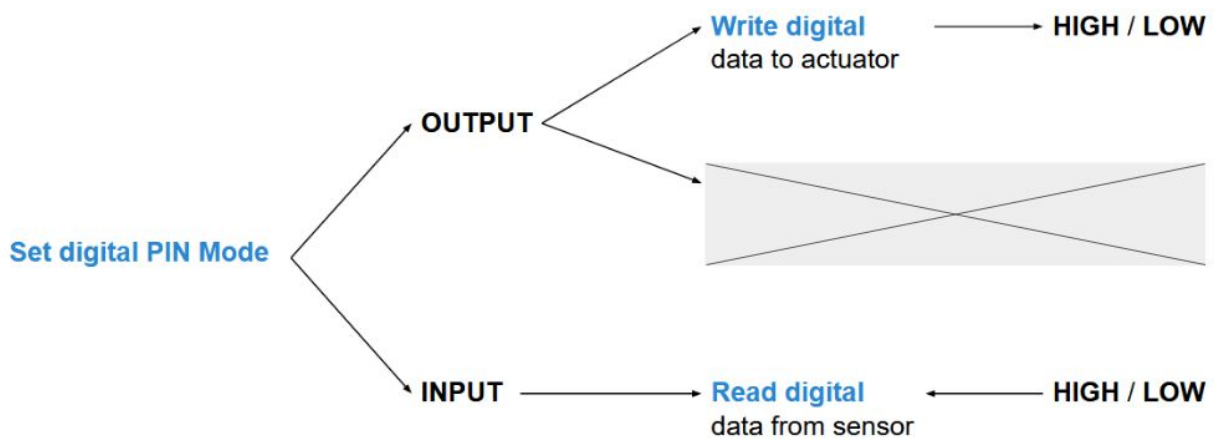 Write digital
data to actuator
HIGH / LOW
OUTPUT
Set digital PIN Mode
INPUT
Read digital
data from sensor
HIGH / LOW